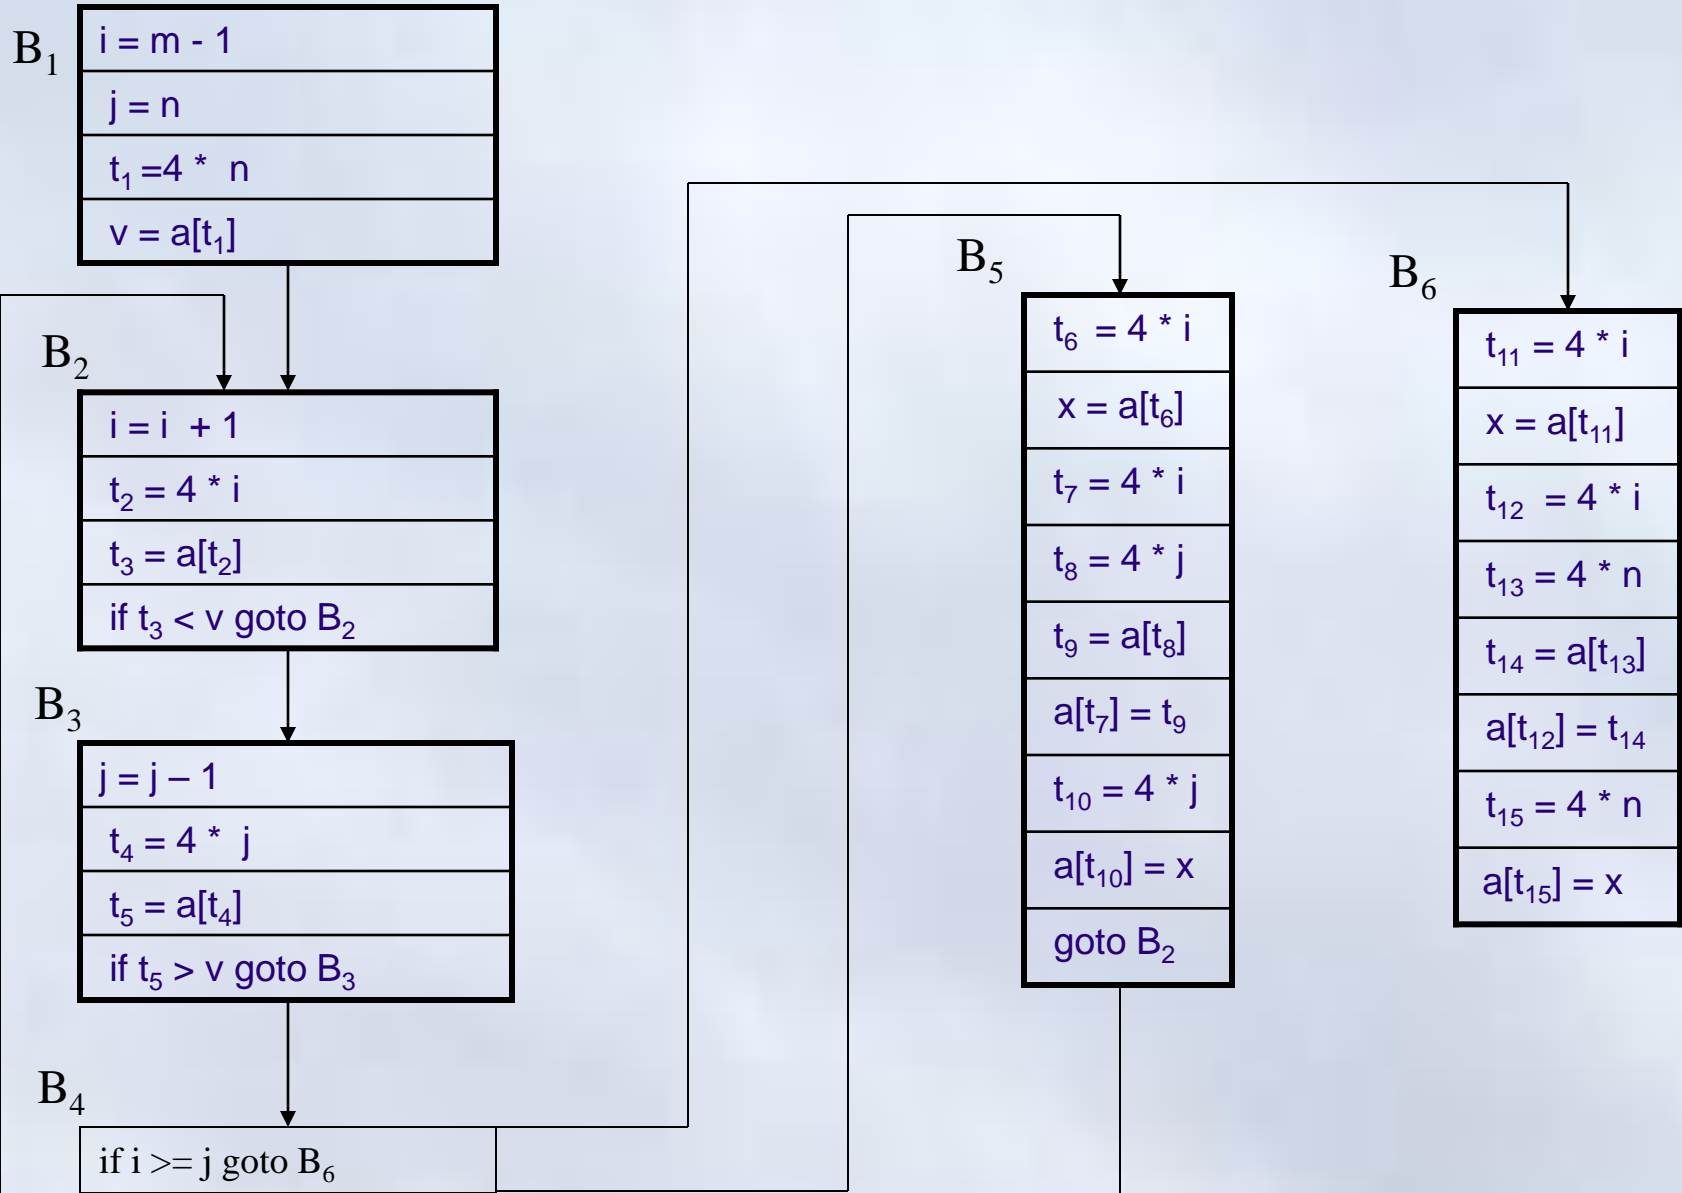 B₁
i = m - 1
j = n
t₁ =4 * n
v = a[t₁]
B₂
i = i + 1
t₂ = 4 * i
t₃ = a[t₂]
if t₃ < v goto B₂
B₃
j = j – 1
t₄ = 4 * j
t₅ = a[t₄]
if t₅ > v goto B₃
B₄
if i >= j goto B₆
B₅
t₆ = 4 * i
x = a[t₆]
t₇ = 4 * i
t₈ = 4 * j
t₉ = a[t₈]
a[t₇] = t₉
t₁₀ = 4 * j
a[t₁₀] = x
goto B₂
B₆
t₁₁ = 4 * i
x = a[t₁₁]
t₁₂ = 4 * i
t₁₃ = 4 * n
t₁₄ = a[t₁₃]
a[t₁₂] = t₁₄
t₁₅ = 4 * n
a[t₁₅] = x